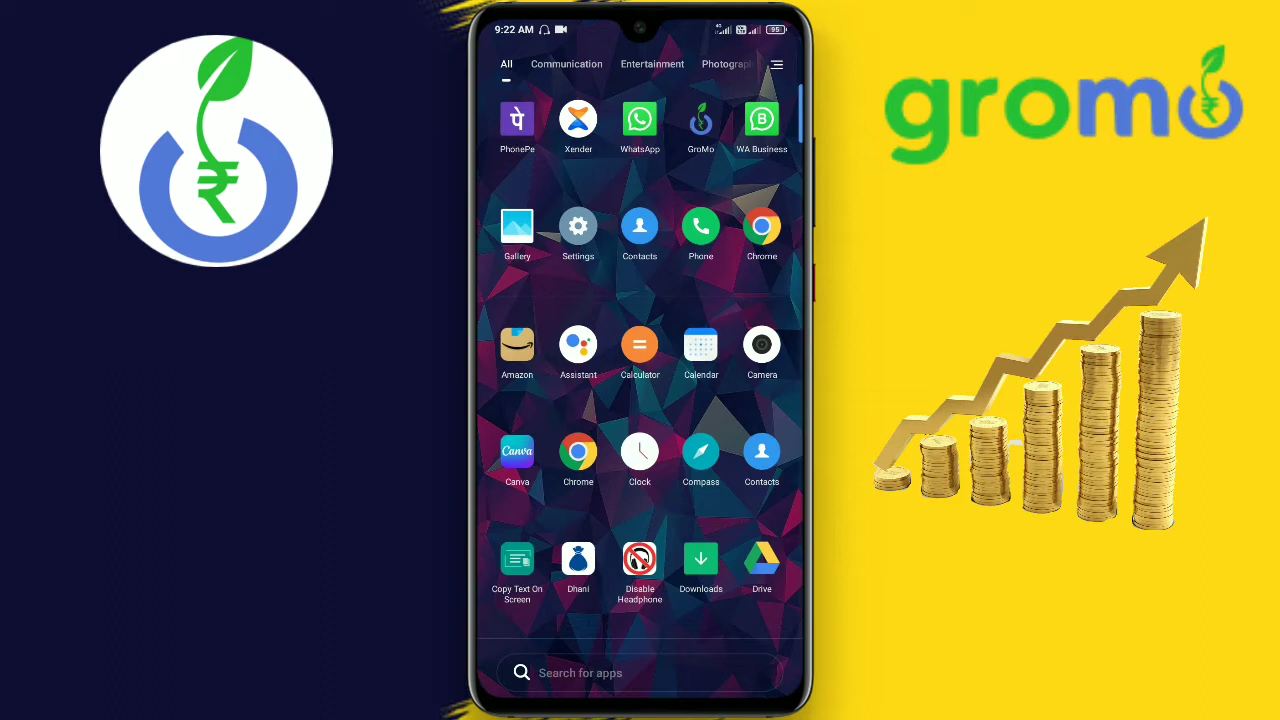 9:22 AM
4G
95
All Communication Entertainment Photograph
पे
B
PhonePe Xender WhatsApp GroMo WA Business
Gallery Settings Contacts Phone Chrome
Amazon Assistant Calculator Calendar Camera
Canva
Canva Chrome Clock Compass Contacts
Copy Text On Screen Dhani Disable Headphone Downloads Drive
Search for apps
₹
gromo
₹